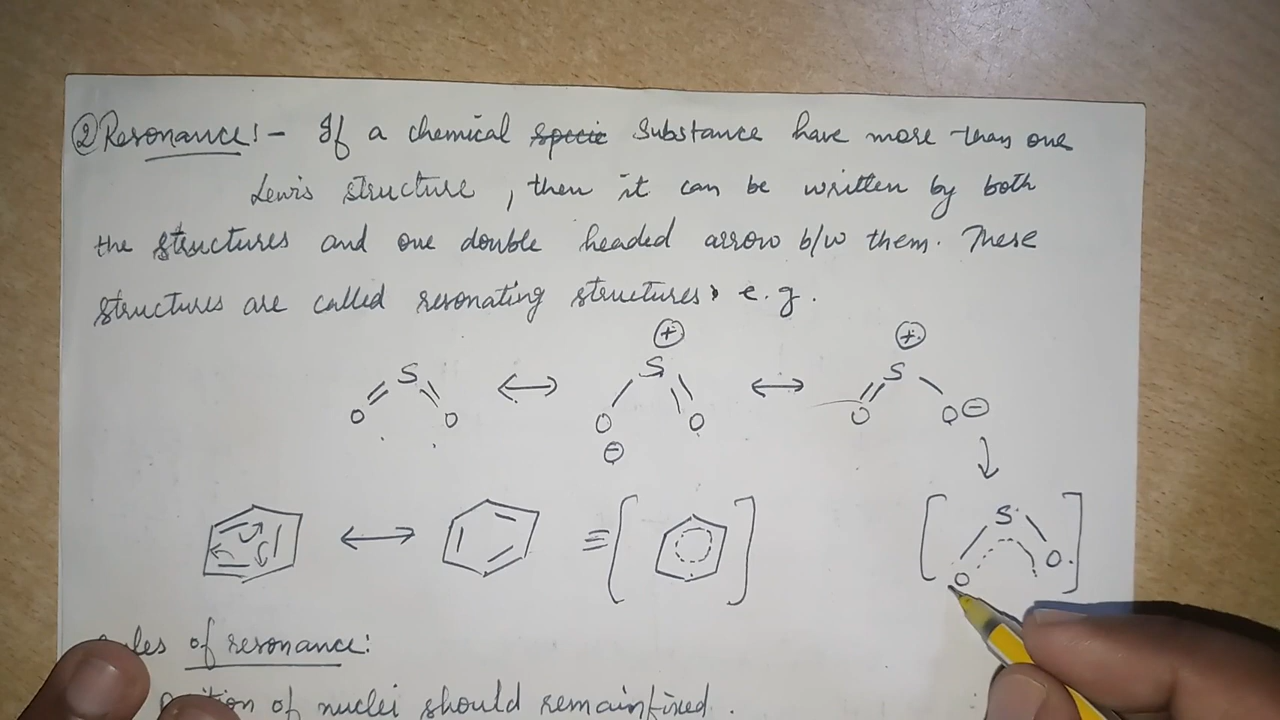 ② Resonance:- If a chemical specie substance have more than one
Lewis structure, then it can be written by both
the structures and one double headed arrow b/w them. These
structures are called resonating structures, e.g.
⊕ ⊕
S ↔ S ↔ S
O O O O O O⊖
⊖
↔ ≡ [ ] [ S
O O ]
of resonance:
of nuclei should remain fixed.